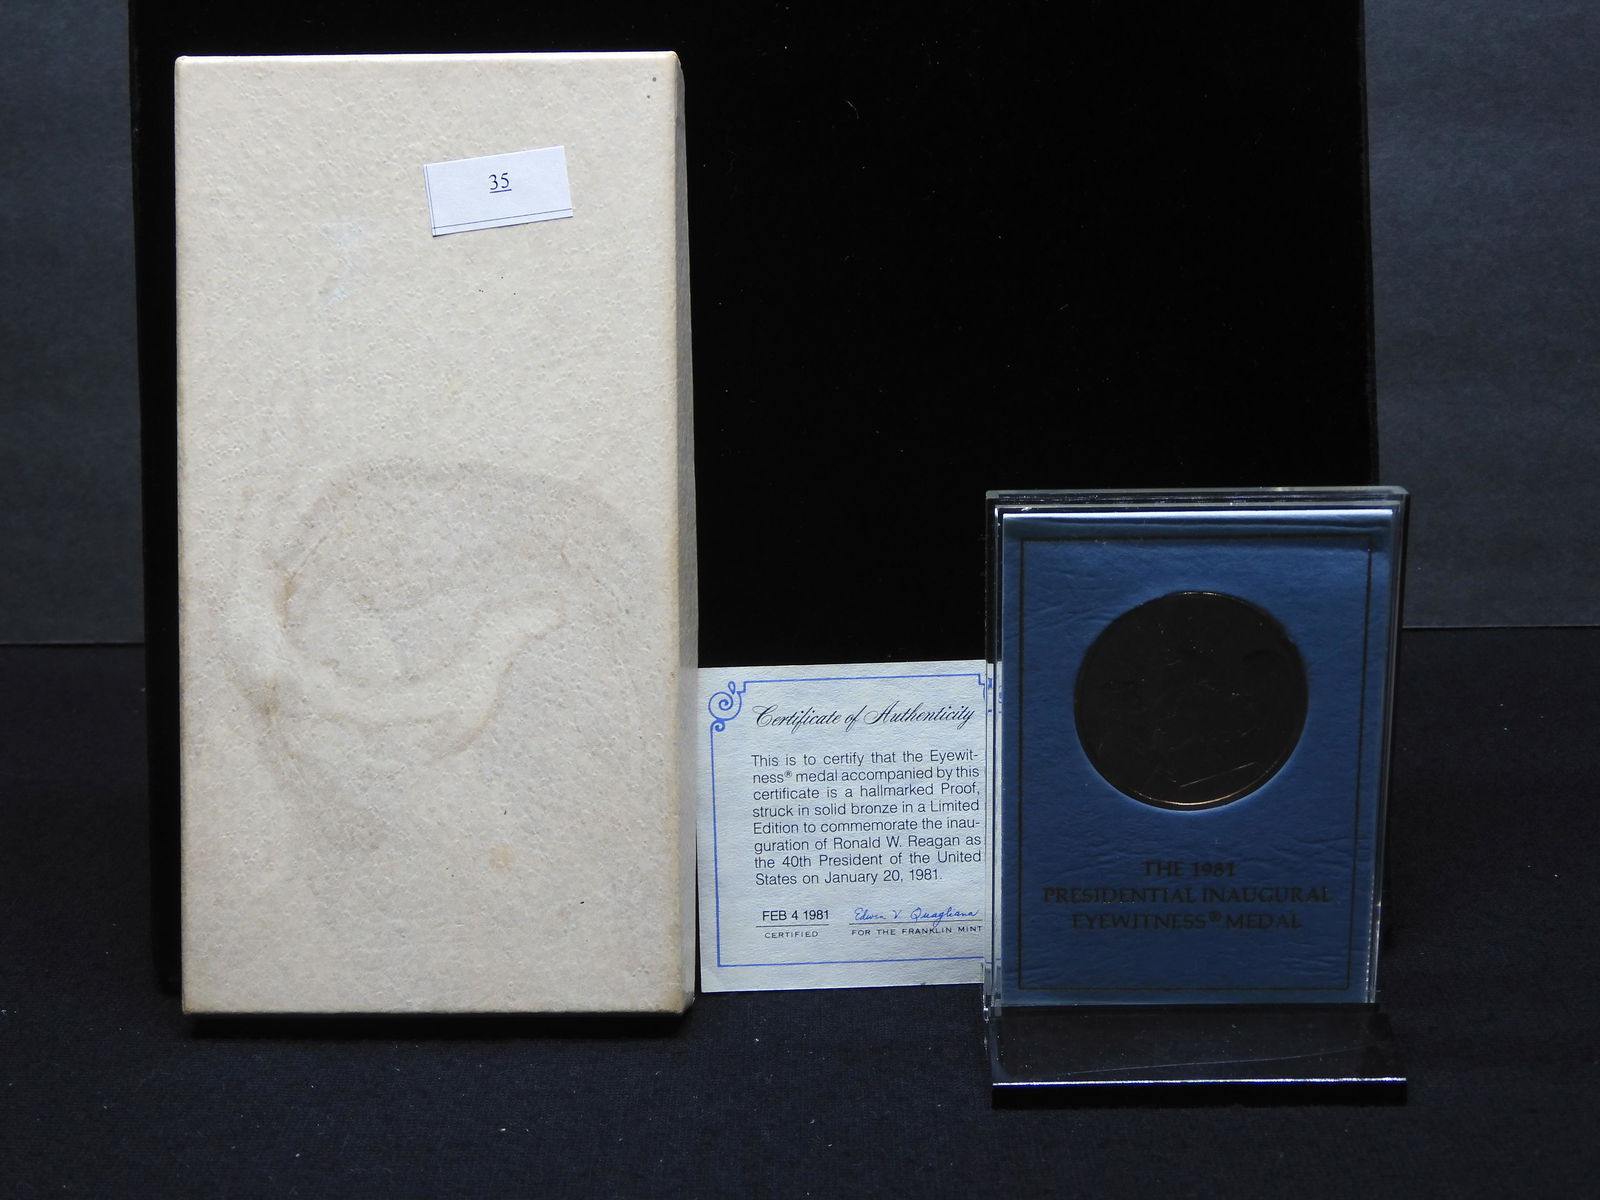 35
Certificate of Authenticity
This is to certify that the Eyewit-
ness® medal accompanied by this
certificate is a hallmarked Proof,
struck in solid bronze in a Limited
Edition to commemorate the inau-
guration of Ronald W. Reagan as
the 40th President of the United
States on January 20, 1981.
FEB 4 1981
CERTIFIED
Edwin V. Quagliana
FOR THE FRANKLIN MINT
THE 1981
PRESIDENTIAL INAUGURAL
EYEWITNESS® MEDAL